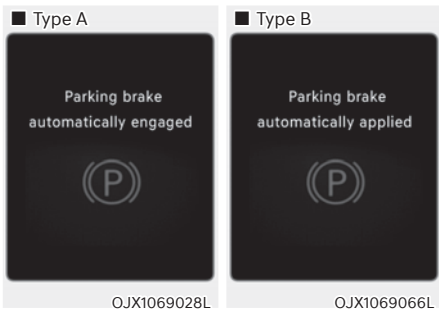 ■ Type A
Parking brake
automatically engaged
(P)
OJX1069028L
■ Type B
Parking brake
automatically applied
(P)
OJX1069066L